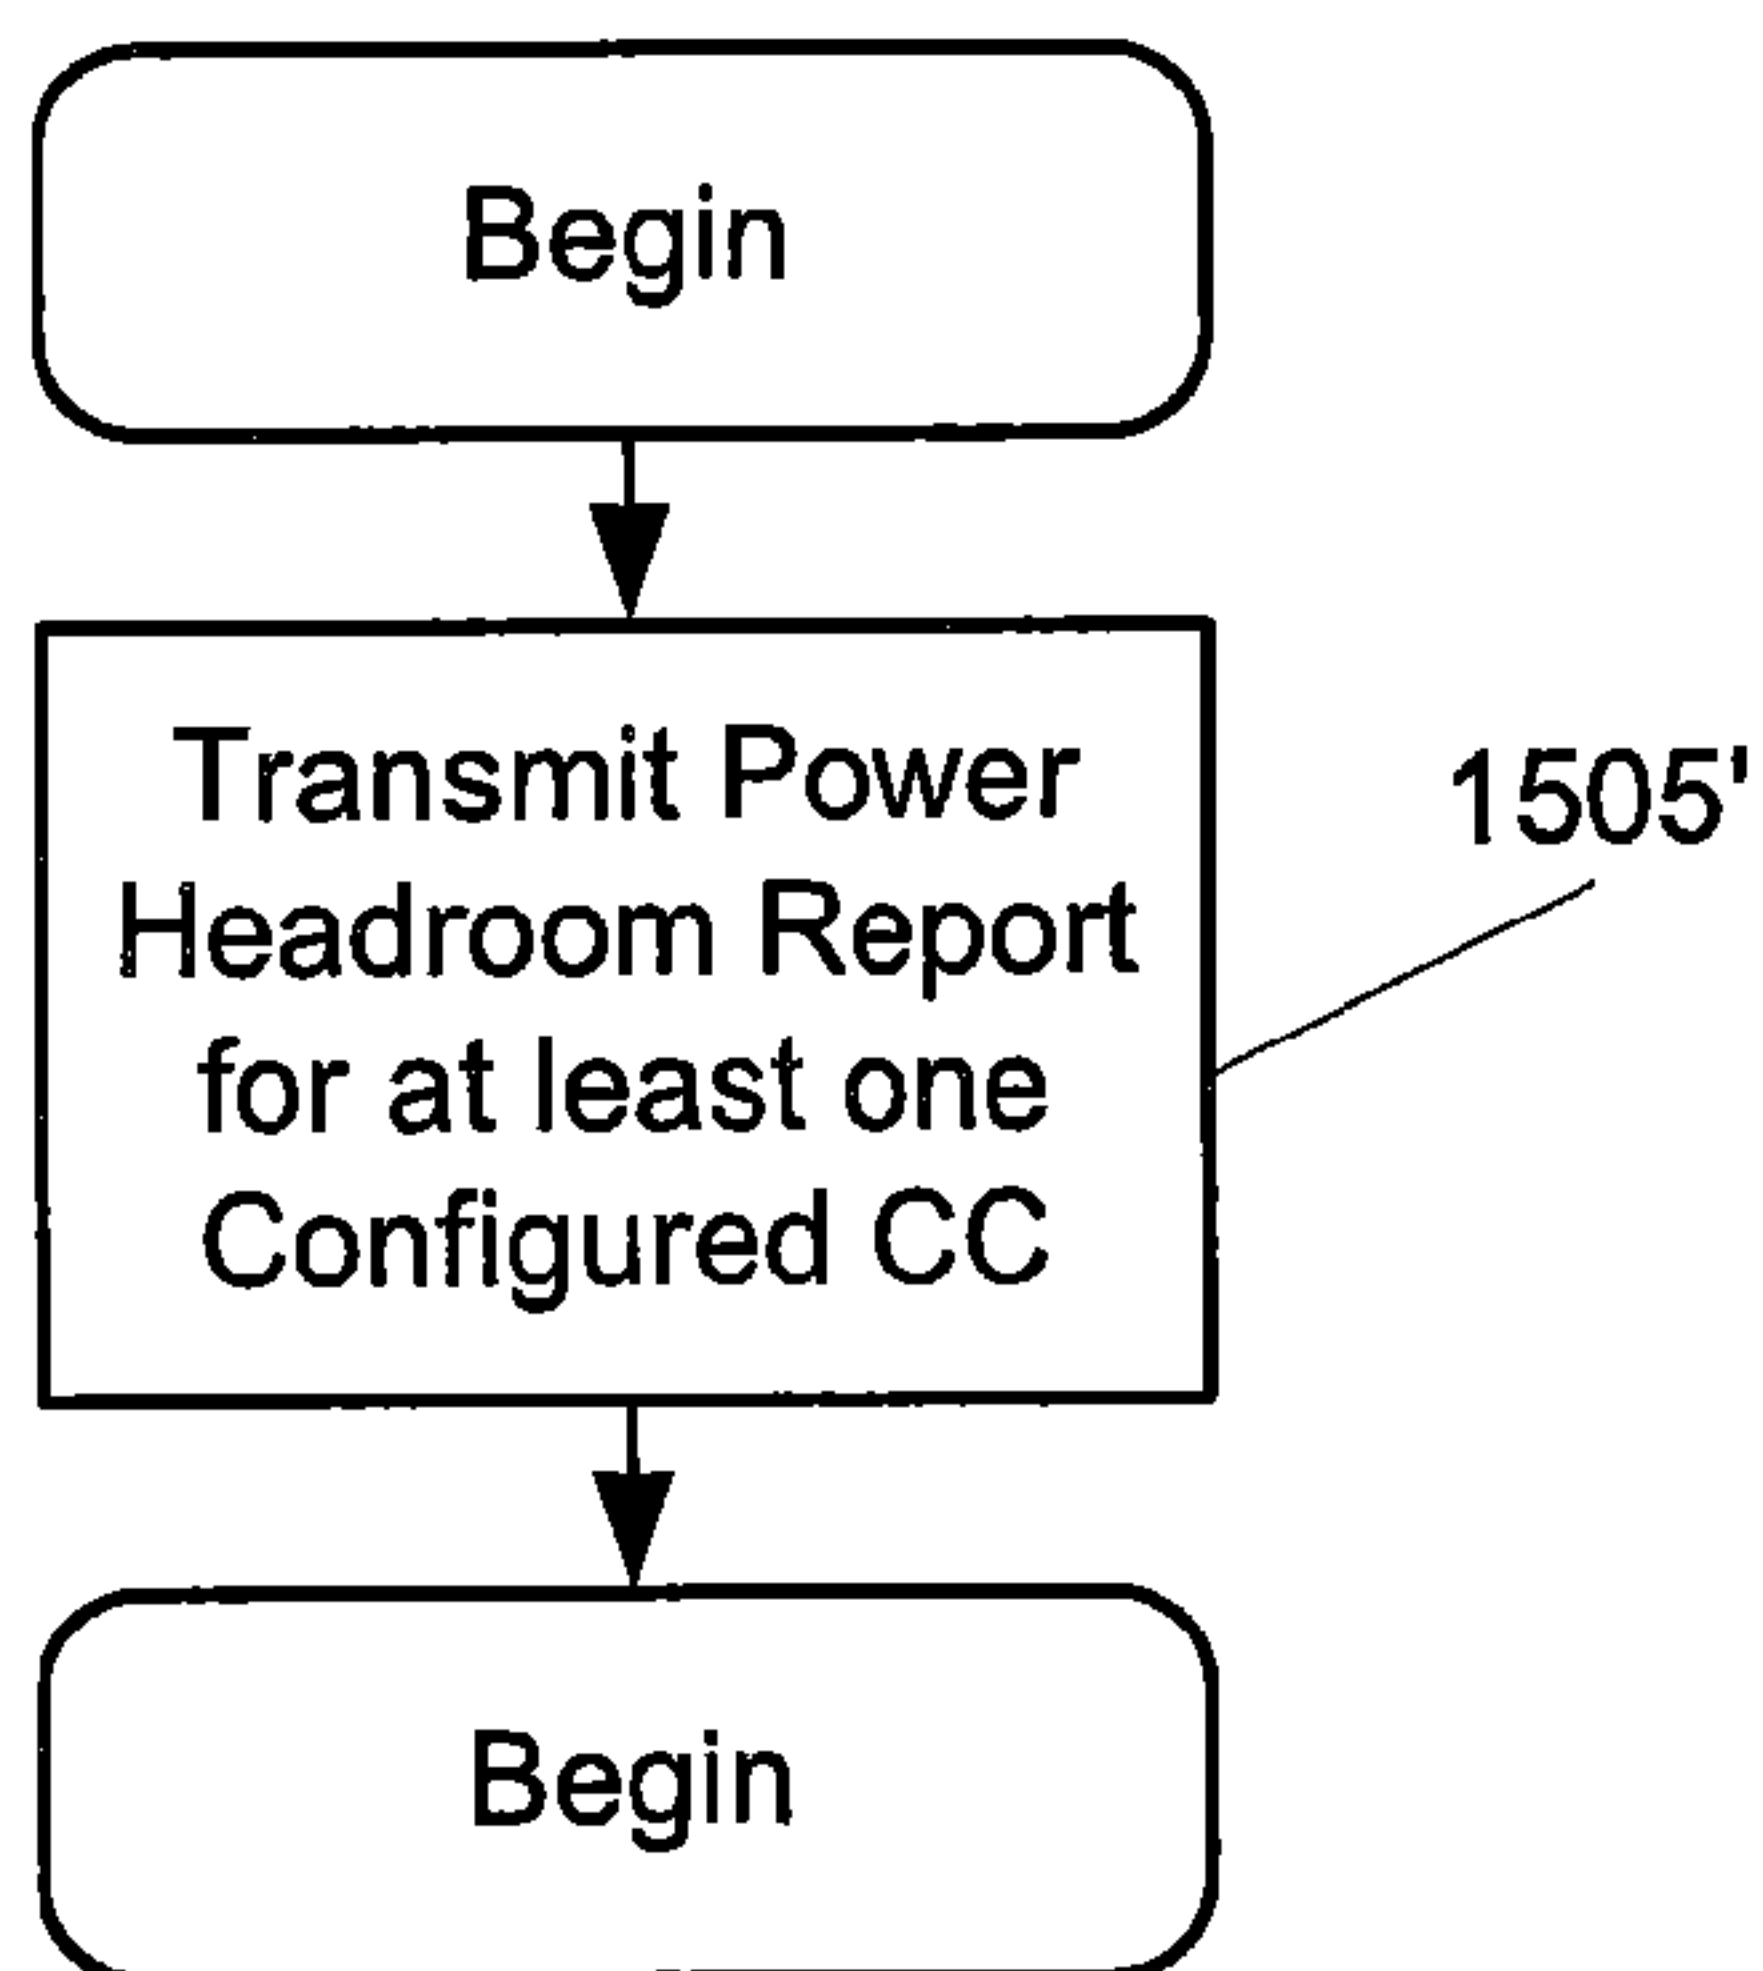 Begin
Transmit Power
Headroom Report
for at least one
Configured CC
1505'
Begin